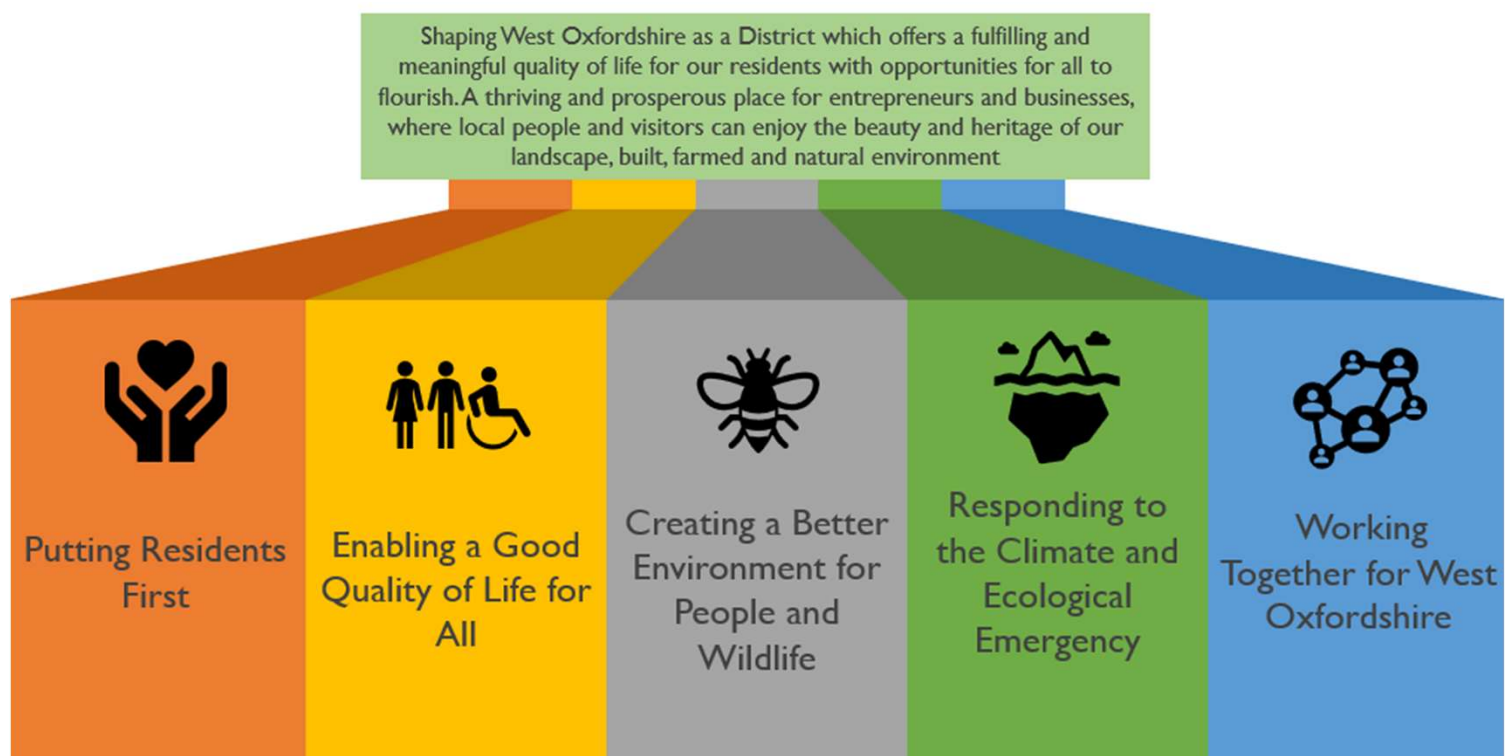 Shaping West Oxfordshire as a District which offers a fulfilling and
meaningful quality of life for our residents with opportunities for all to
flourish. A thriving and prosperous place for entrepreneurs and businesses,
where local people and visitors can enjoy the beauty and heritage of our
landscape, built, farmed and natural environment
Putting Residents
First
Enabling a Good
Quality of Life for
All
Creating a Better
Environment for
People and
Wildlife
Responding to
the Climate and
Ecological
Emergency
Working
Together for West
Oxfordshire